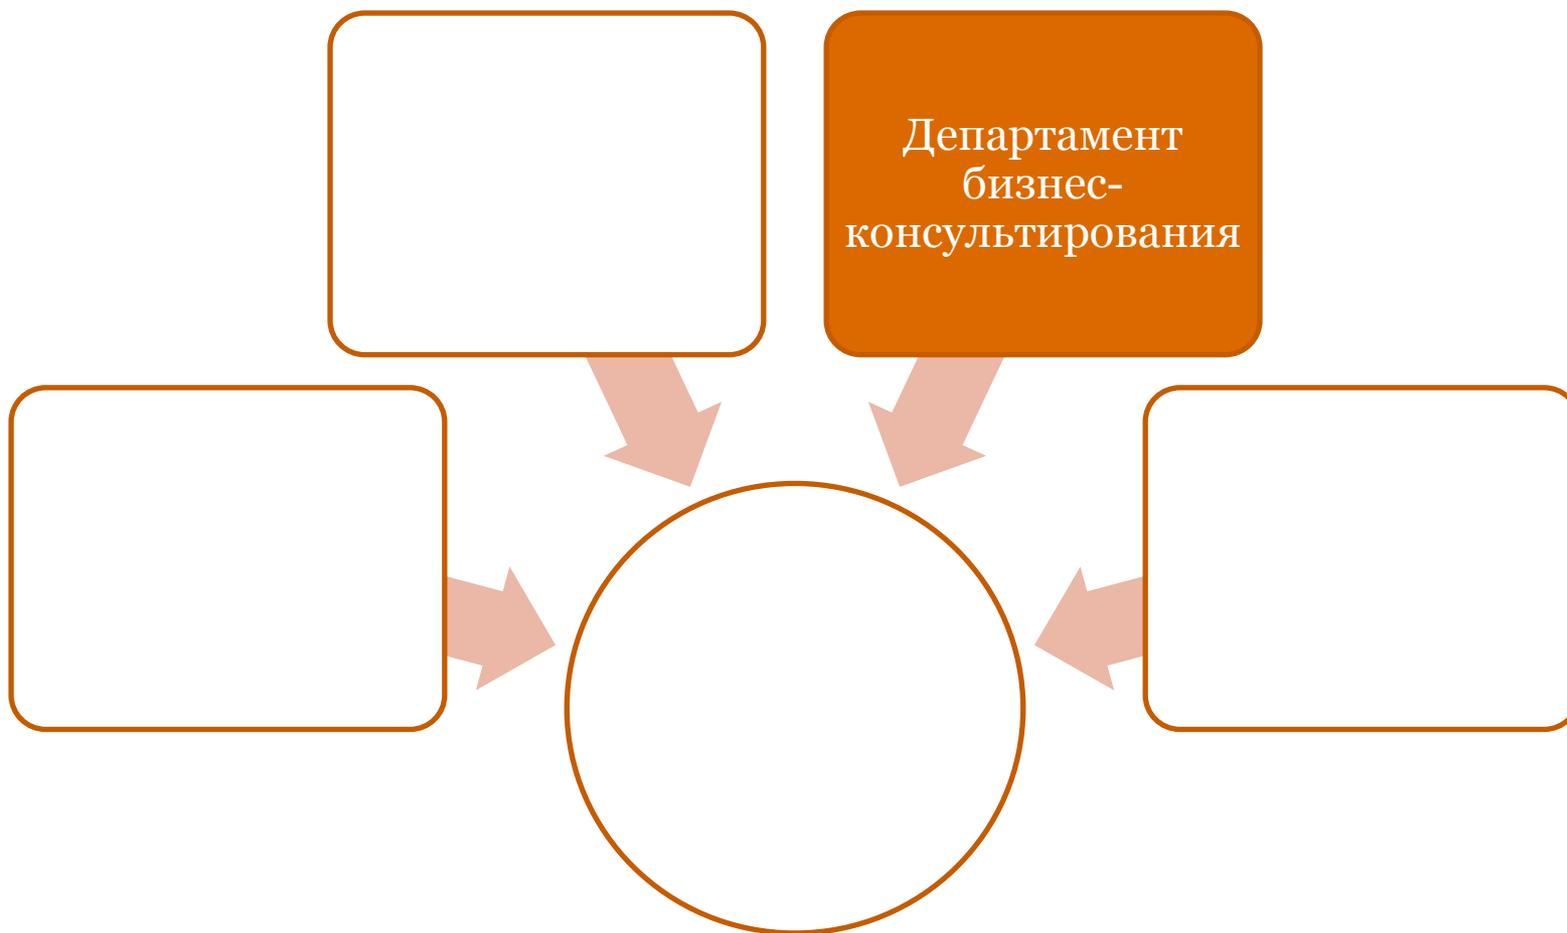 Департамент
бизнес-
консультирования